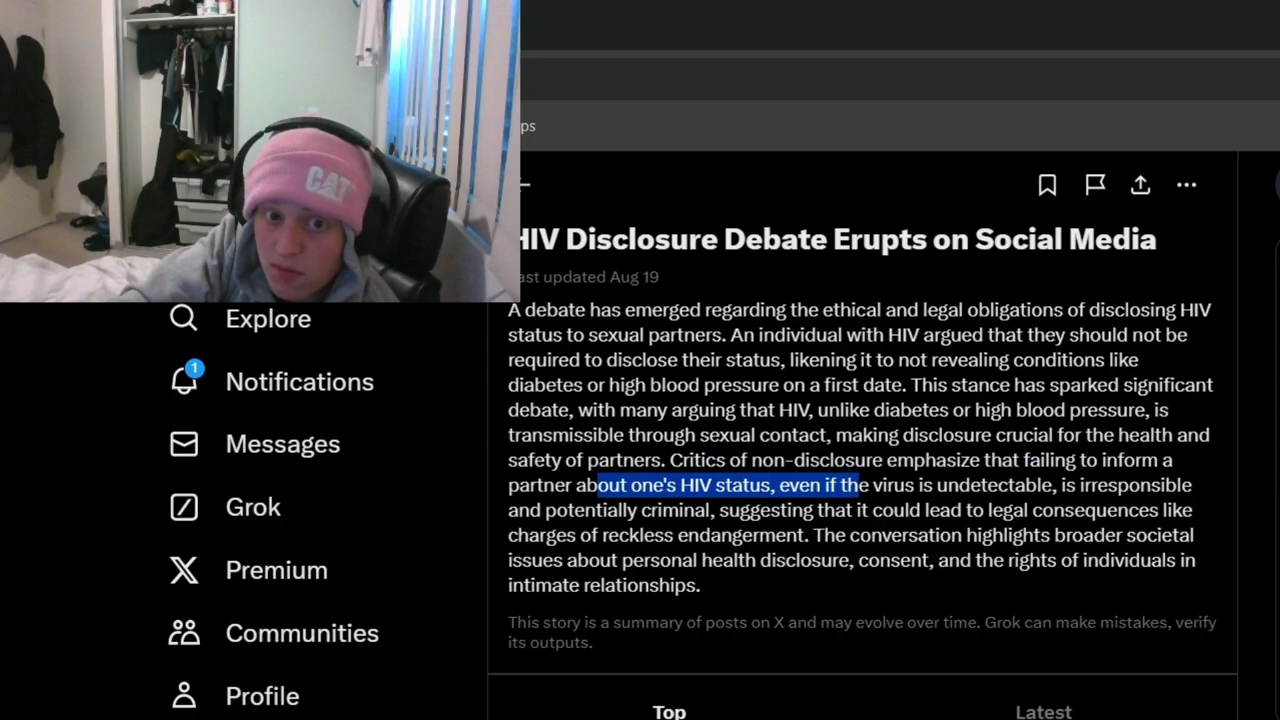 CAT
ps
HIV Disclosure Debate Erupts on Social Media
ast updated Aug 19
A debate has emerged regarding the ethical and legal obligations of disclosing HIV
status to sexual partners. An individual with HIV argued that they should not be
required to disclose their status, likening it to not revealing conditions like
diabetes or high blood pressure on a first date. This stance has sparked significant
debate, with many arguing that HIV, unlike diabetes or high blood pressure, is
transmissible through sexual contact, making disclosure crucial for the health and
safety of partners. Critics of non-disclosure emphasize that failing to inform a
partner about one's HIV status, even if the virus is undetectable, is irresponsible
and potentially criminal, suggesting that it could lead to legal consequences like
charges of reckless endangerment. The conversation highlights broader societal
issues about personal health disclosure, consent, and the rights of individuals in
intimate relationships.
This story is a summary of posts on X and may evolve over time. Grok can make mistakes, verify
its outputs.
Top
Latest
Explore
1
Notifications
Messages
Grok
Premium
Communities
Profile